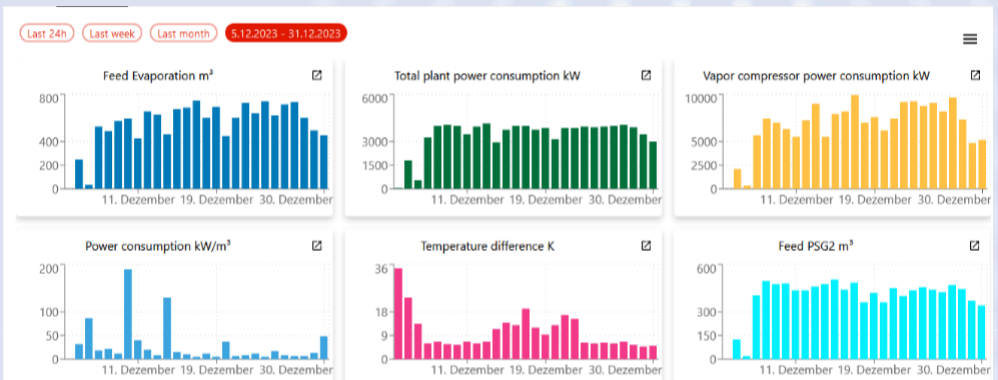 Last 24h Last week Last month 5.12.2023 - 31.12.2023
Feed Evaporation m³
800
400
200
0
11. Dezember 19. Dezember 30. Dezember
Total plant power consumption kW
6000
3000
1500
0
11. Dezember 19. Dezember 30. Dezember
Vapor compressor power consumption kW
10000
5000
2500
0
11. Dezember 19. Dezember 30. Dezember
Power consumption kW/m³
200
100
50
0
11. Dezember 19. Dezember 30. Dezember
Temperature difference K
36
18
9
0
11. Dezember 19. Dezember 30. Dezember
Feed PSG2 m³
600
300
150
0
11. Dezember 19. Dezember 30. Dezember